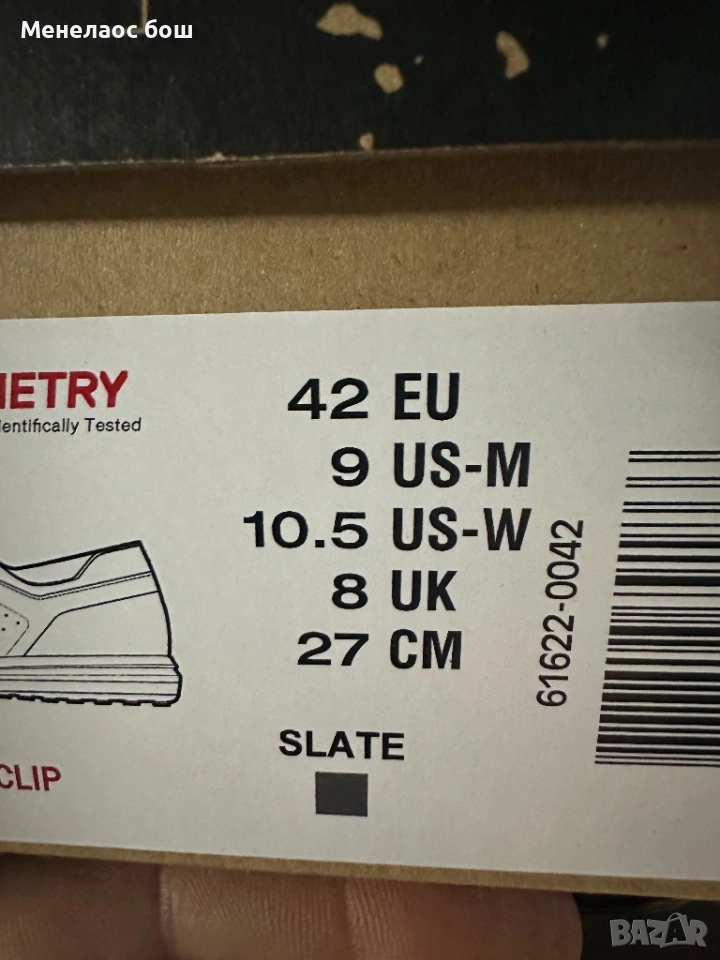 Менелаос бош
METRY
entifically Tested
42 EU
9 US-M
10.5 US-W
8 UK
27 CM
61622-0042
SLATE
CLIP
BAZAR